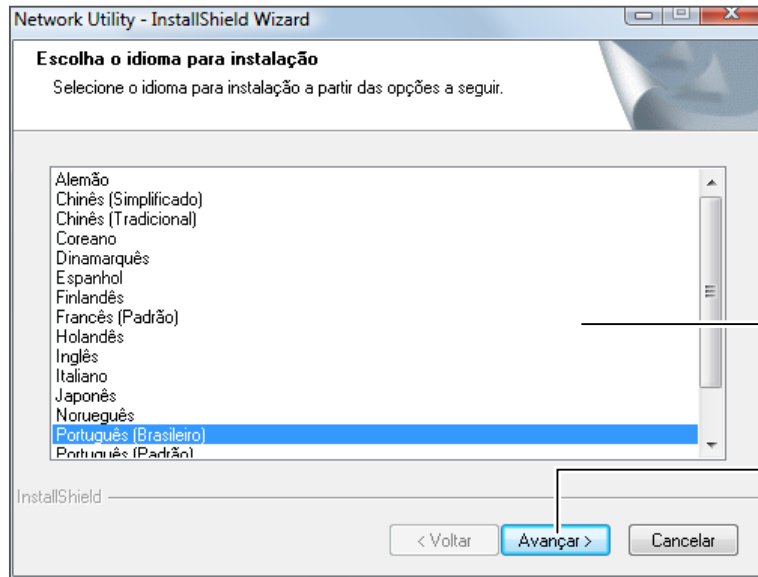 Network Utility - InstallShield Wizard
Escolha o idioma para instalação
Selecione o idioma para instalação a partir das opções a seguir.
Alemão
Chinês (Simplificado)
Chinês (Tradicional)
Coreano
Dinamarquês
Espanhol
Finlandês
Francês (Padrão)
Holandês
Inglês
Italiano
Japonês
Norueguês
Português (Brasileiro)
Português (Padrão)
InstallShield
< Voltar
Avançar >
Cancelar